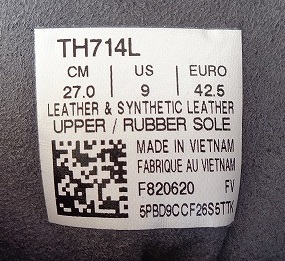 TH714L
CM | US | EURO
27.0 | 9 | 42.5
LEATHER & SYNTHETIC LEATHER
UPPER / RUBBER SOLE
MADE IN VIETNAM
FABRIQUE AU VIETNAM
F820620 FV
5PBD9CCF26S5TTK